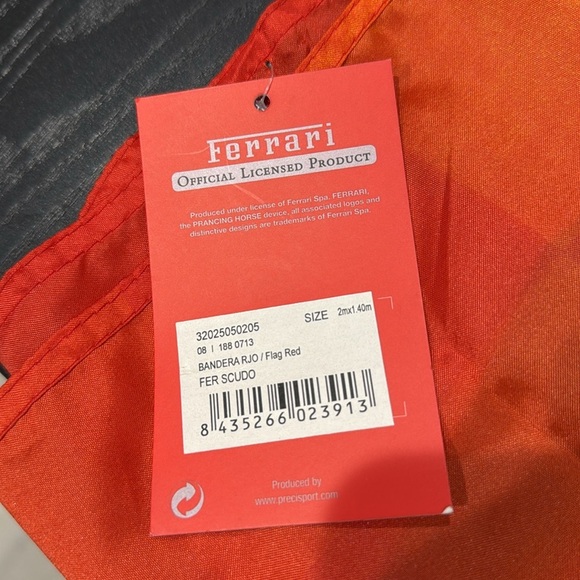 Ferrari
OFFICIAL LICENSED PRODUCT
Produced under license of Ferrari Spa. FERRARI,
the PRANCING HORSE device, all associated logos and
distinctive designs are trademarks of Ferrari Spa.
32025050205 SIZE 2mx1.40m
08 | 188 0713
BANDERA RJO / Flag Red
FER SCUDO
8 435266 023913
Produced by
www.precisport.com